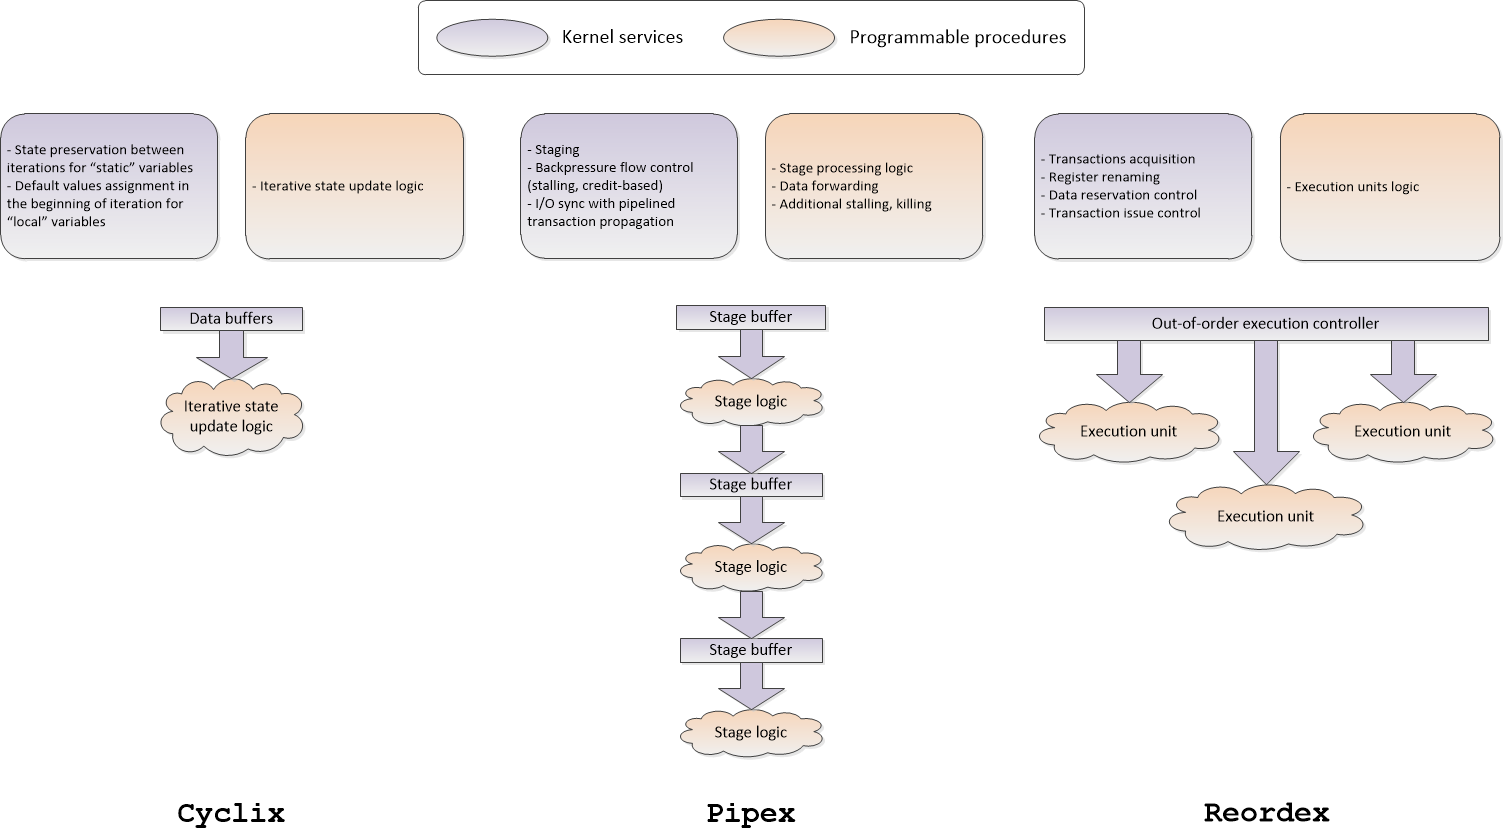 Kernel services
Programmable procedures
- State preservation between
iterations for “static” variables
- Default values assignment in
the beginning of iteration for
“local” variables
- Iterative state update logic
- Staging
- Backpressure flow control
(stalling, credit-based)
- I/O sync with pipelined
transaction propagation
- Stage processing logic
- Data forwarding
- Additional stalling, killing
- Transactions acquisition
- Register renaming
- Data reservation control
- Transaction issue control
- Execution units logic
Data buffers
Iterative state
update logic
Stage buffer
Stage logic
Stage buffer
Stage logic
Stage buffer
Stage logic
Out-of-order execution controller
Execution unit
Execution unit
Execution unit
Cyclix
Pipex
Reordex